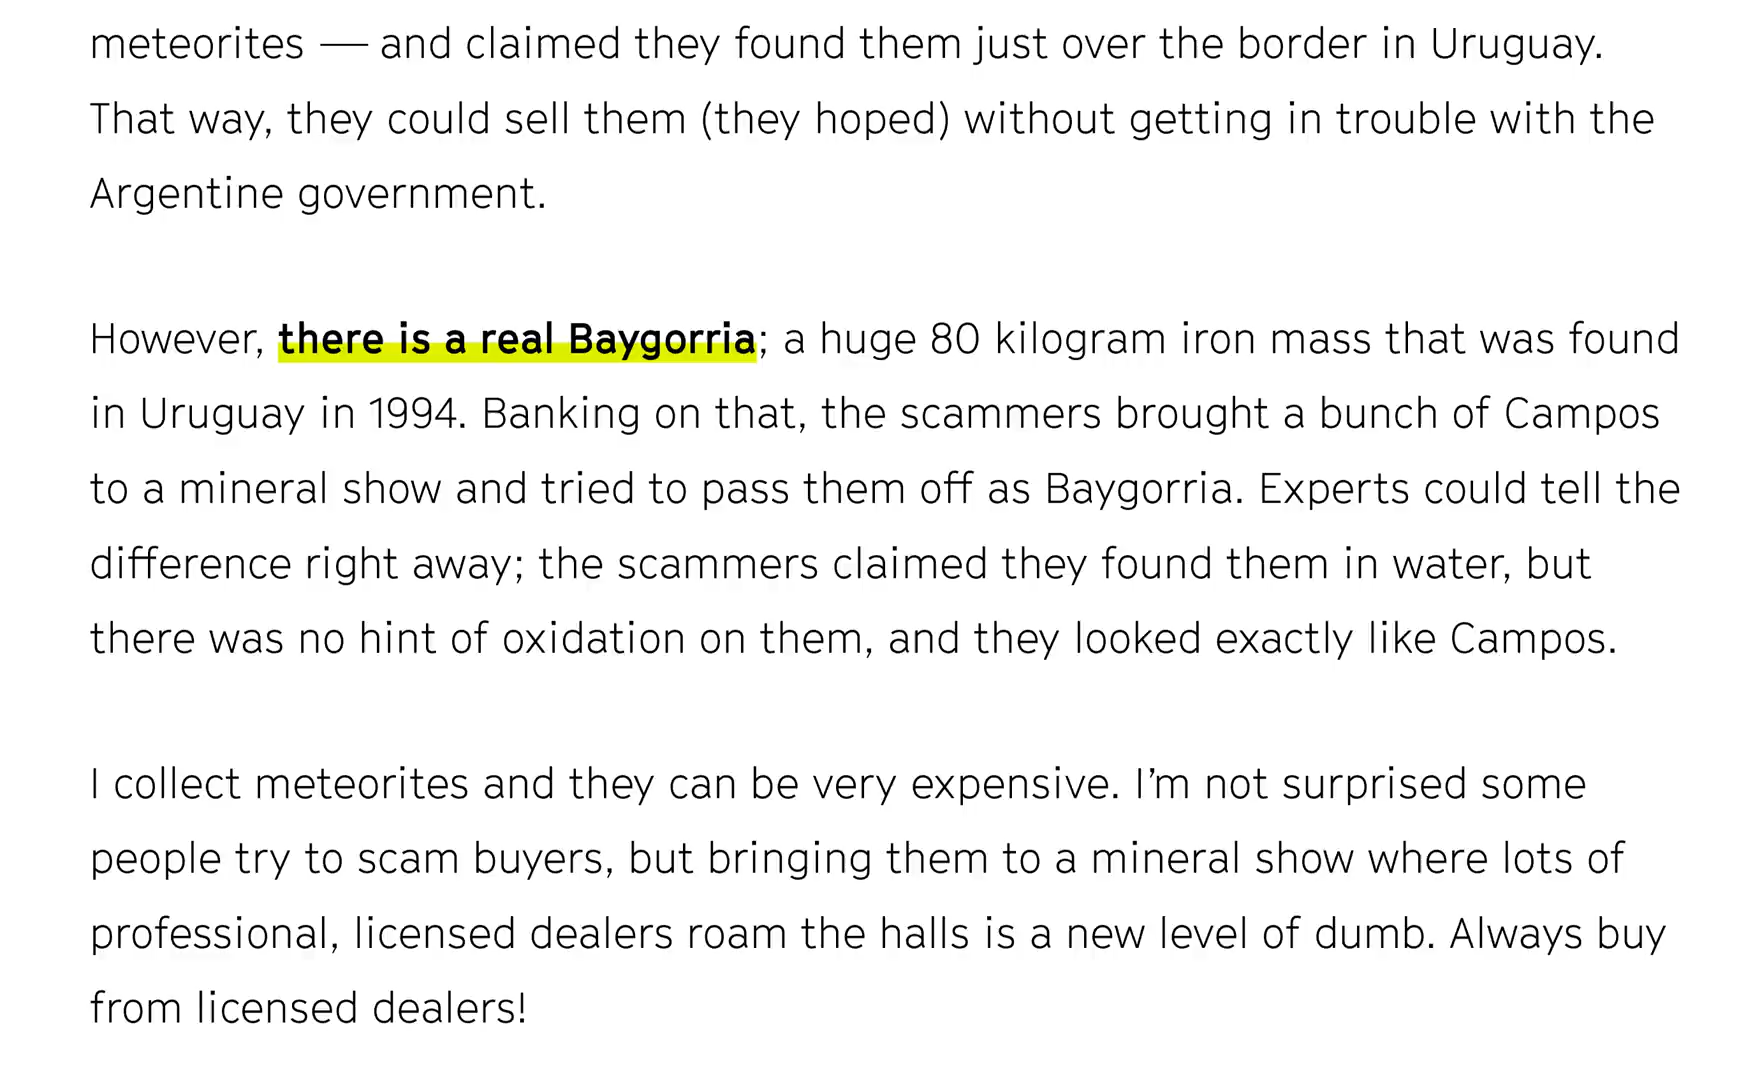 meteorites — and claimed they found them just over the border in Uruguay.
That way, they could sell them (they hoped) without getting in trouble with the
Argentine government.
However, there is a real Baygorria; a huge 80 kilogram iron mass that was found
in Uruguay in 1994. Banking on that, the scammers brought a bunch of Campos
to a mineral show and tried to pass them off as Baygorria. Experts could tell the
difference right away; the scammers claimed they found them in water, but
there was no hint of oxidation on them, and they looked exactly like Campos.
I collect meteorites and they can be very expensive. I’m not surprised some
people try to scam buyers, but bringing them to a mineral show where lots of
professional, licensed dealers roam the halls is a new level of dumb. Always buy
from licensed dealers!